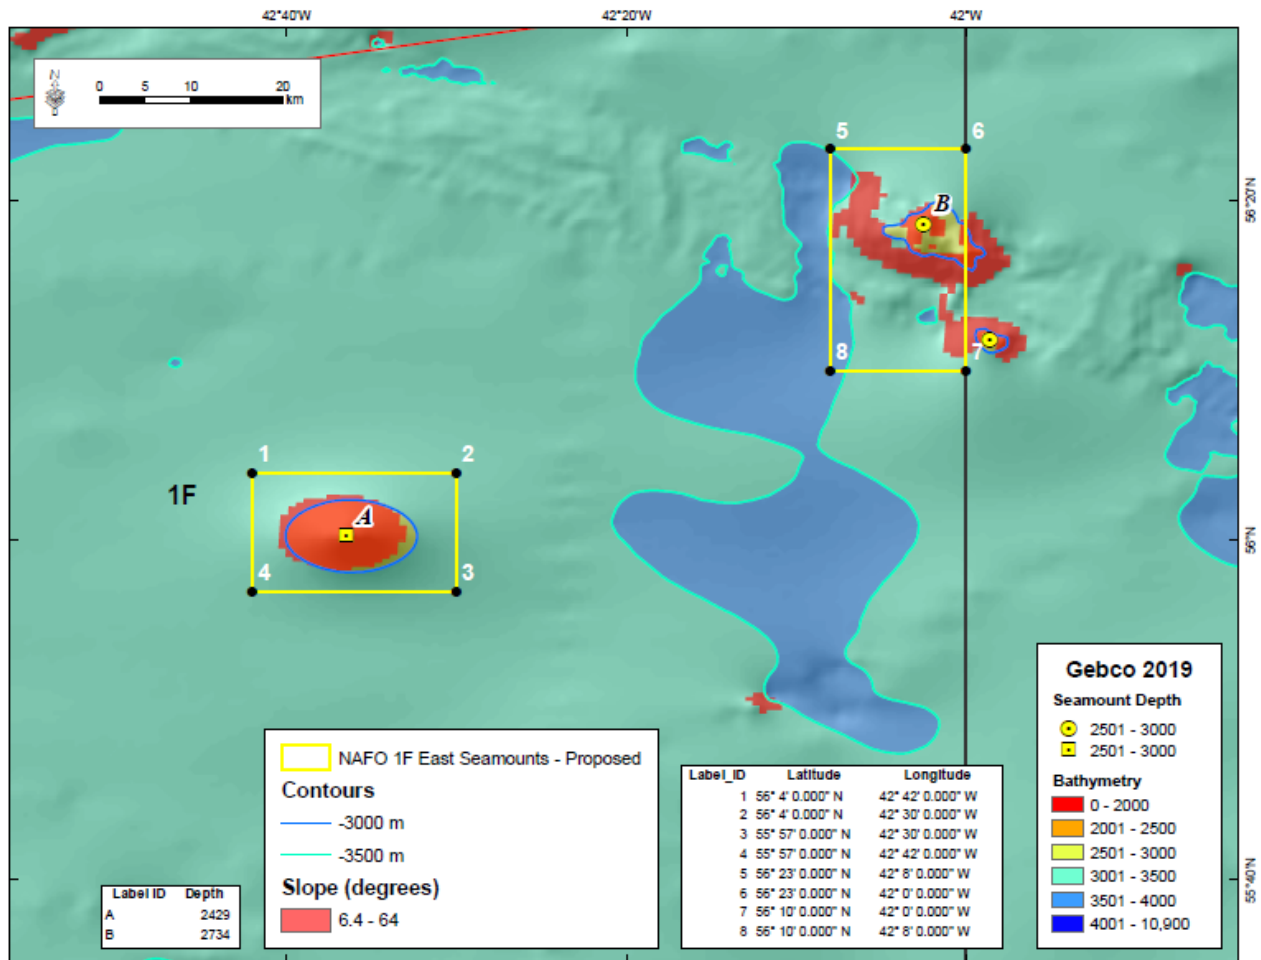 42°40'W 42°20'W 42°W
N
0 5 10 20
km
5 6
B
56°20'N
8 7
1 2
1F
A
56°N
4 3
Gebco 2019
Seamount Depth
2501 - 3000
2501 - 3000
Bathymetry
0 - 2000
2001 - 2500
2501 - 3000
3001 - 3500
3501 - 4000
4001 - 10,900
NAFO 1F East Seamounts - Proposed
Contours
-3000 m
-3500 m
Slope (degrees)
6.4 - 64
Label_ID Latitude Longitude
1 56° 4' 0.000" N 42° 42' 0.000" W
2 56° 4' 0.000" N 42° 30' 0.000" W
3 55° 57' 0.000" N 42° 30' 0.000" W
4 55° 57' 0.000" N 42° 42' 0.000" W
5 56° 23' 0.000" N 42° 8' 0.000" W
6 56° 23' 0.000" N 42° 0' 0.000" W
7 56° 10' 0.000" N 42° 0' 0.000" W
8 56° 10' 0.000" N 42° 8' 0.000" W
55°40'N
Label ID Depth
A 2429
B 2734